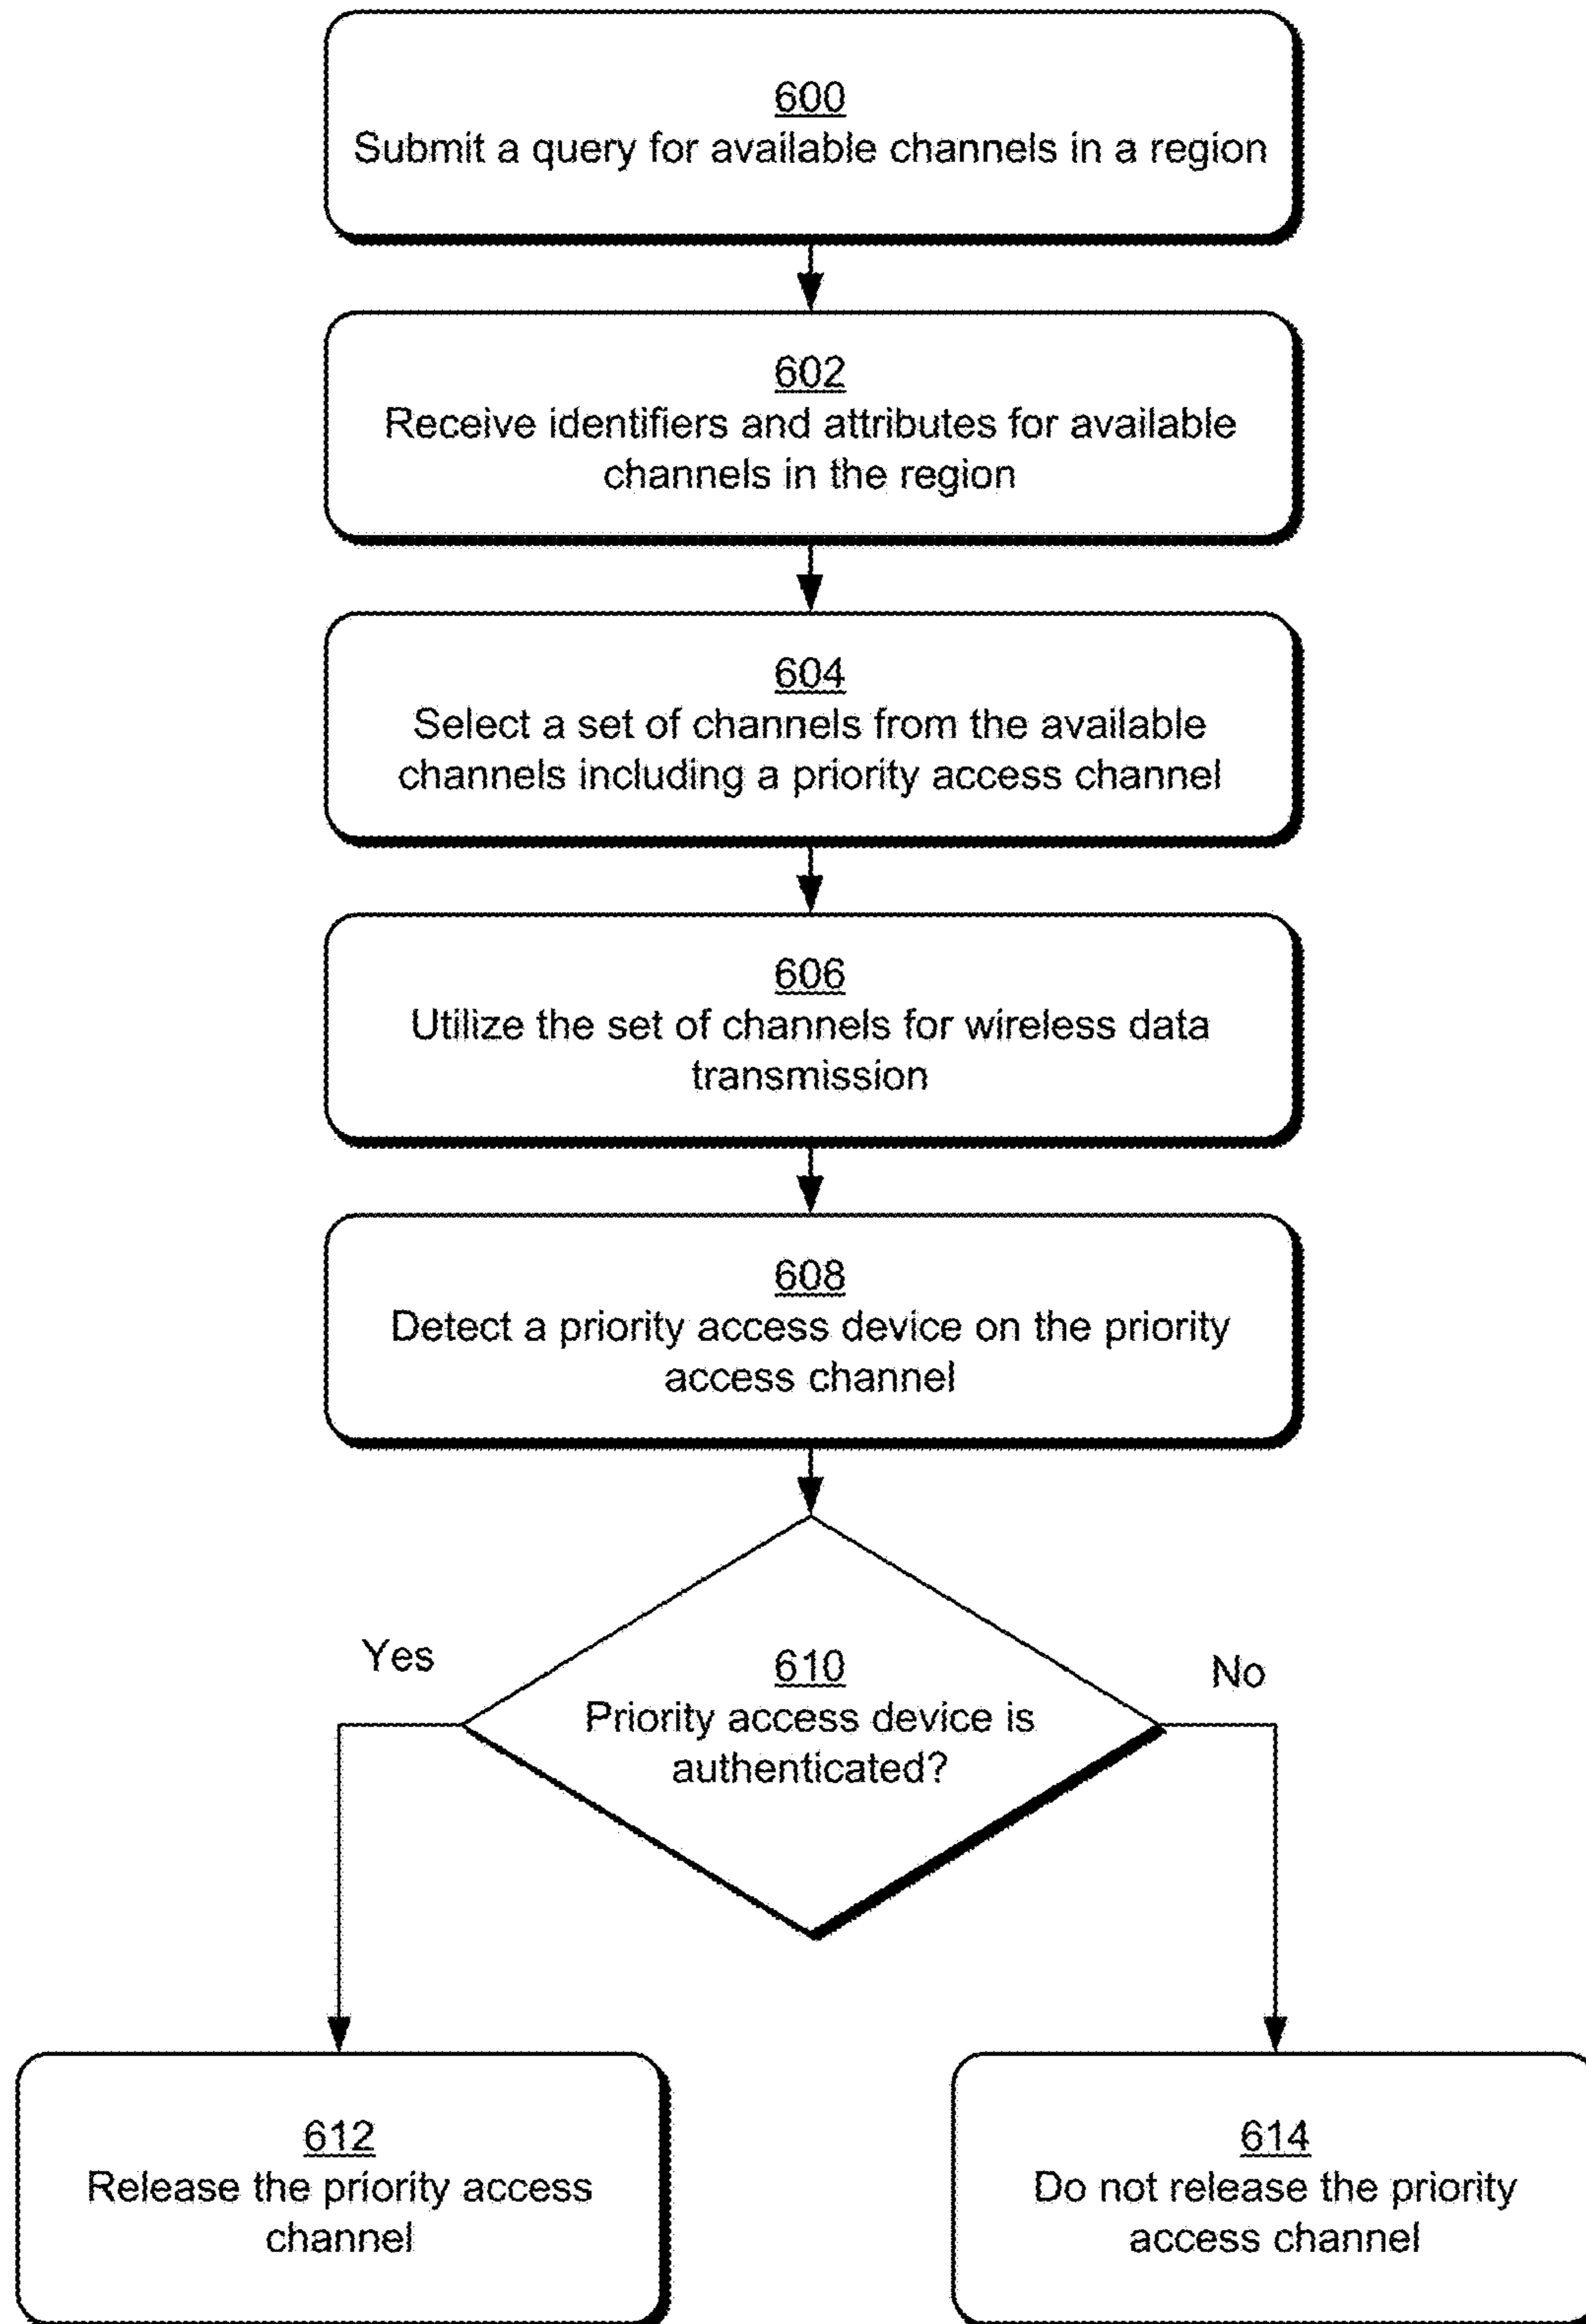 600
Submit a query for available channels in a region
602
Receive identifiers and attributes for available
channels in the region
604
Select a set of channels from the available
channels including a priority access channel
606
Utilize the set of channels for wireless data
transmission
608
Detect a priority access device on the priority
access channel
Yes
610
Priority access device is
authenticated?
No
612
Release the priority access
channel
614
Do not release the priority
access channel